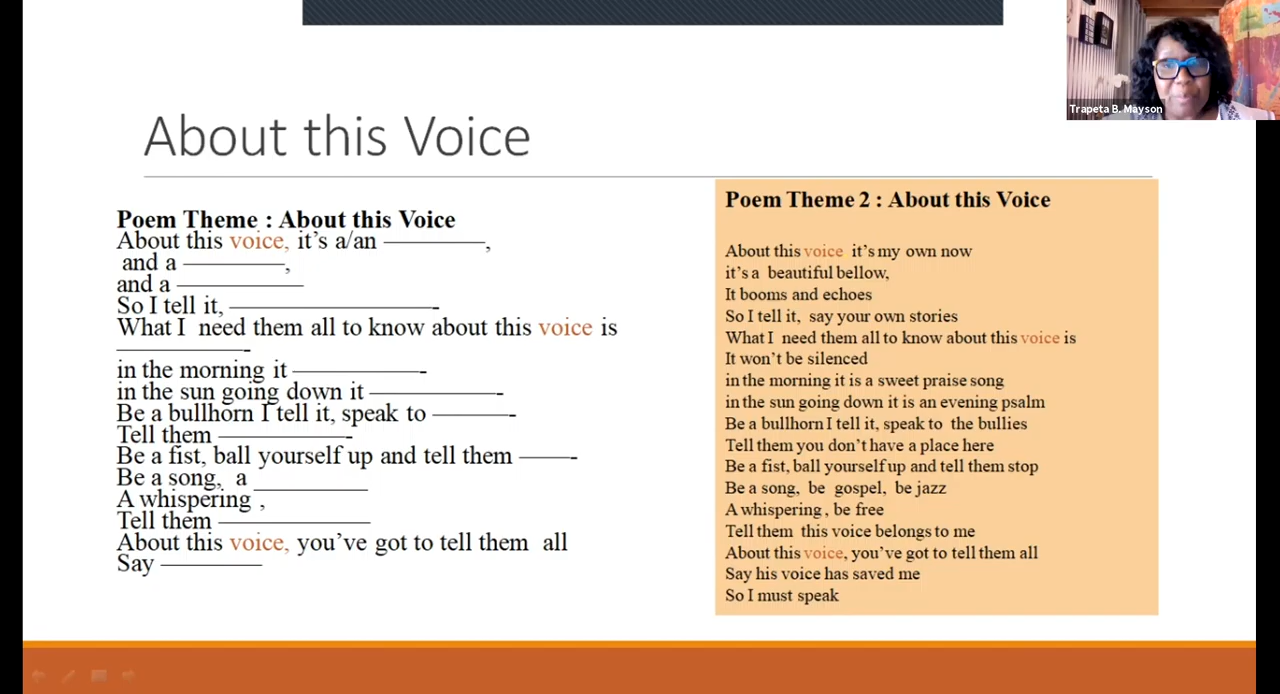 Trapeta B. Mayson
About this Voice
Poem Theme : About this Voice
About this voice, it's a/an ,
and a ,
and a
So I tell it,
What I need them all to know about this voice is
in the morning it
in the sun going down it
Be a bullhorn I tell it, speak to
Tell them
Be a fist, ball yourself up and tell them
Be a song, a
A whispering ,
Tell them
About this voice, you've got to tell them all
Say
Poem Theme 2 : About this Voice
About this voice it's my own now
it's a beautiful bellow,
It booms and echoes
So I tell it, say your own stories
What I need them all to know about this voice is
It won't be silenced
in the morning it is a sweet praise song
in the sun going down it is an evening psalm
Be a bullhorn I tell it, speak to the bullies
Tell them you don't have a place here
Be a fist, ball yourself up and tell them stop
Be a song, be gospel, be jazz
A whispering , be free
Tell them this voice belongs to me
About this voice, you've got to tell them all
Say his voice has saved me
So I must speak